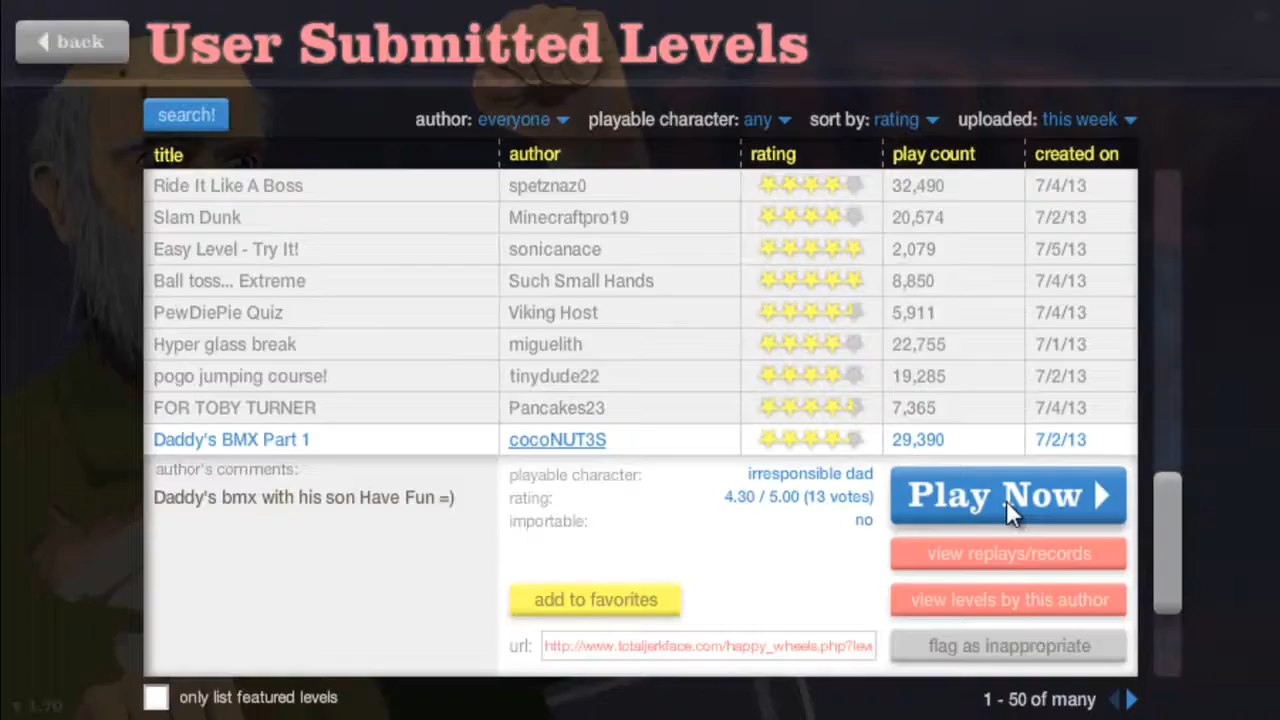 back
User Submitted Levels
search!
author: everyone playable character: any sort by: rating uploaded: this week
title author rating play count created on
Ride It Like A Boss spetznaz0 32,490 7/4/13
Slam Dunk Minecraftpro19 20,574 7/2/13
Easy Level - Try It! sonicanace 2,079 7/5/13
Ball toss... Extreme Such Small Hands 8,850 7/4/13
PewDiePie Quiz Viking Host 5,911 7/4/13
Hyper glass break miguelith 22,755 7/1/13
pogo jumping course! tinydude22 19,285 7/2/13
FOR TOBY TURNER Pancakes23 7,365 7/4/13
Daddy's BMX Part 1 cocoNUT3S 29,390 7/2/13
author's comments:
Daddy's bmx with his son Have Fun =)
playable character: irresponsible dad
rating: 4.30 / 5.00 (13 votes)
importable: no
add to favorites
url: http://www.totaljerkface.com/happy_wheels.php?lev
Play Now
view replays/records
view levels by this author
flag as inappropriate
only list featured levels
1 - 50 of many
v 1.70